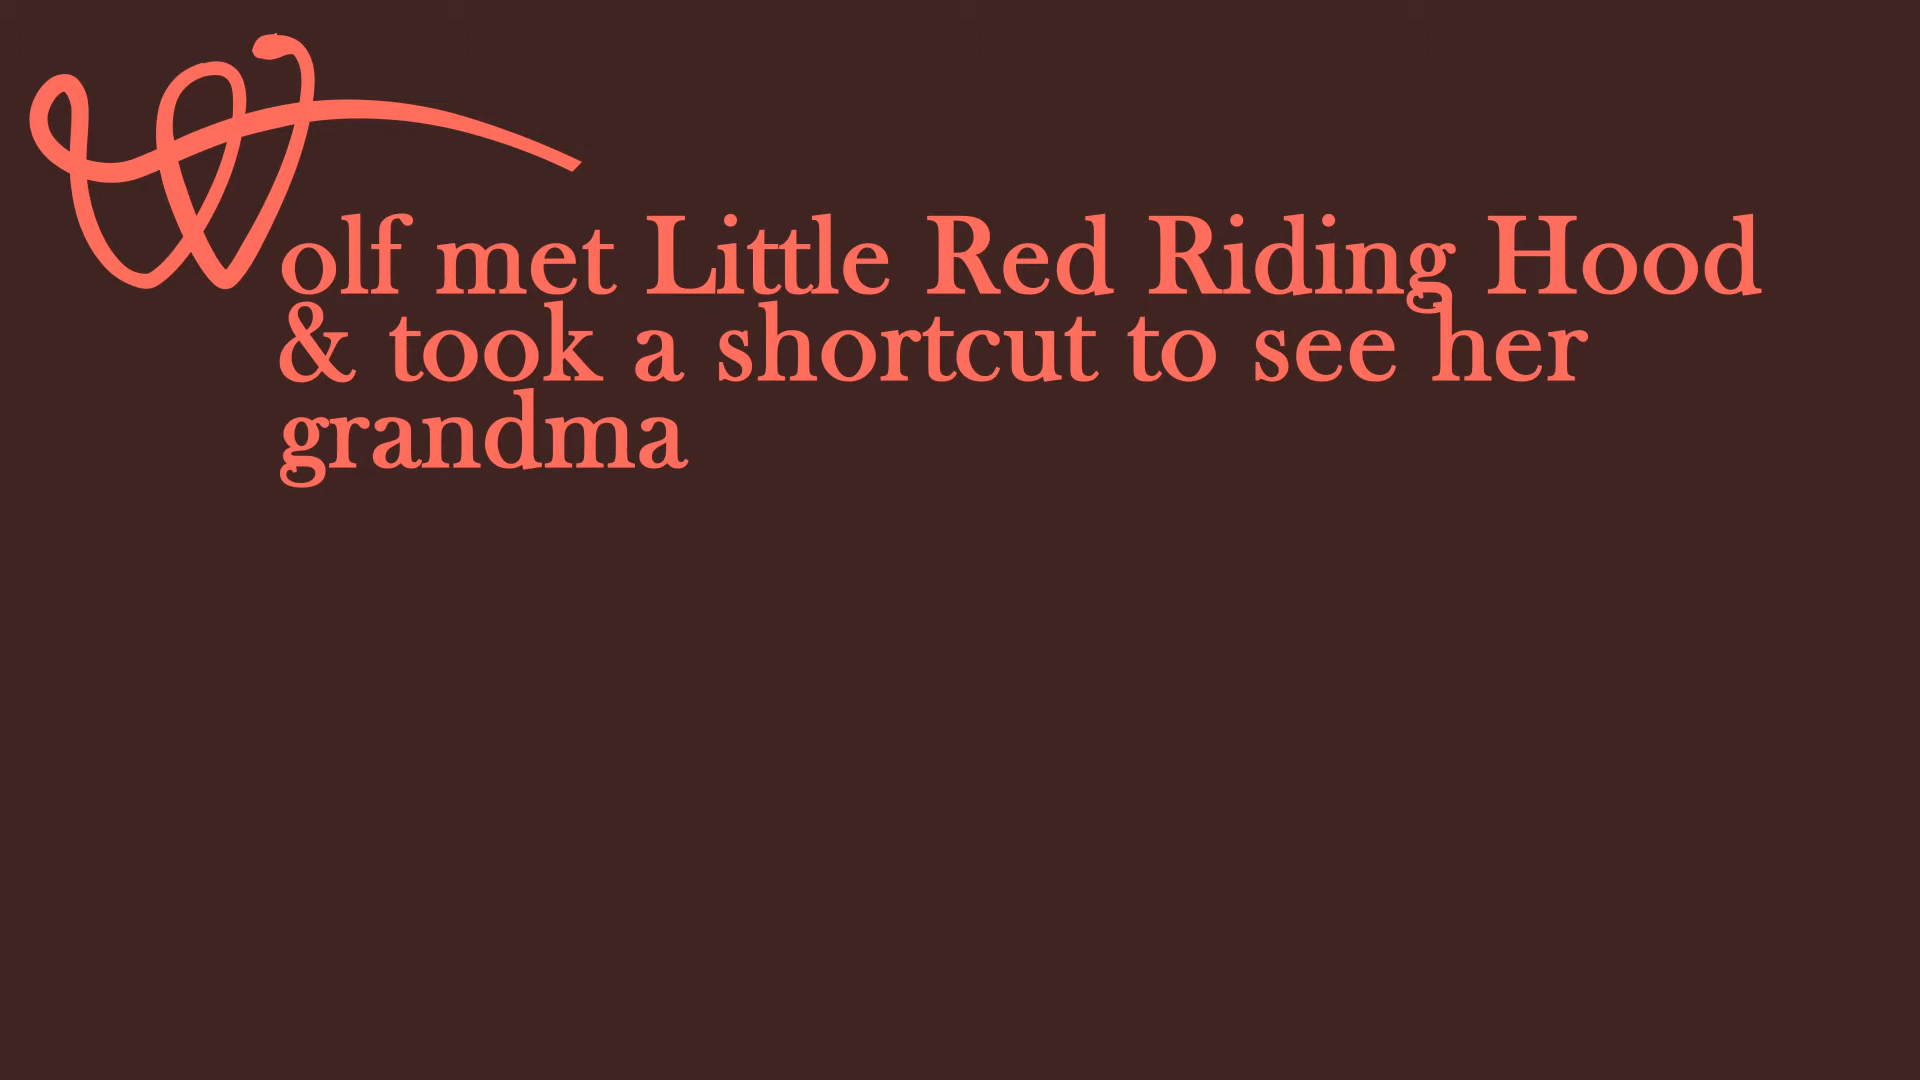 Wolf met Little Red Riding Hood
& took a shortcut to see her
grandma